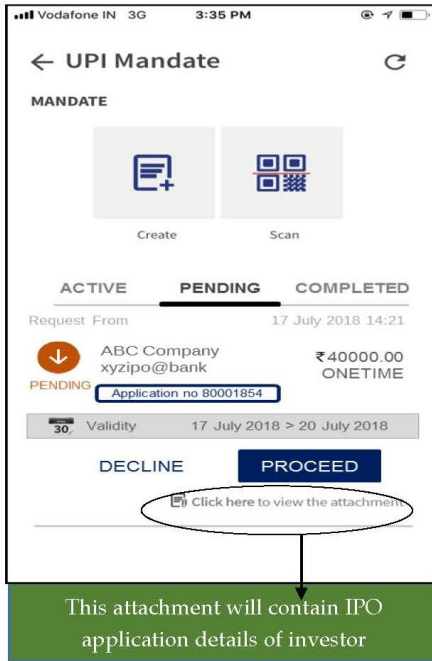 Vodafone IN 3G 3:35 PM
← UPI Mandate
MANDATE
Create Scan
ACTIVE PENDING COMPLETED
Request From 17 July 2018 14:21
ABC Company ₹40000.00
xyzipo@bank ONETIME
PENDING
Application no 80001854
30 Validity 17 July 2018 > 20 July 2018
DECLINE PROCEED
Click here to view the attachment
This attachment will contain IPO
application details of investor